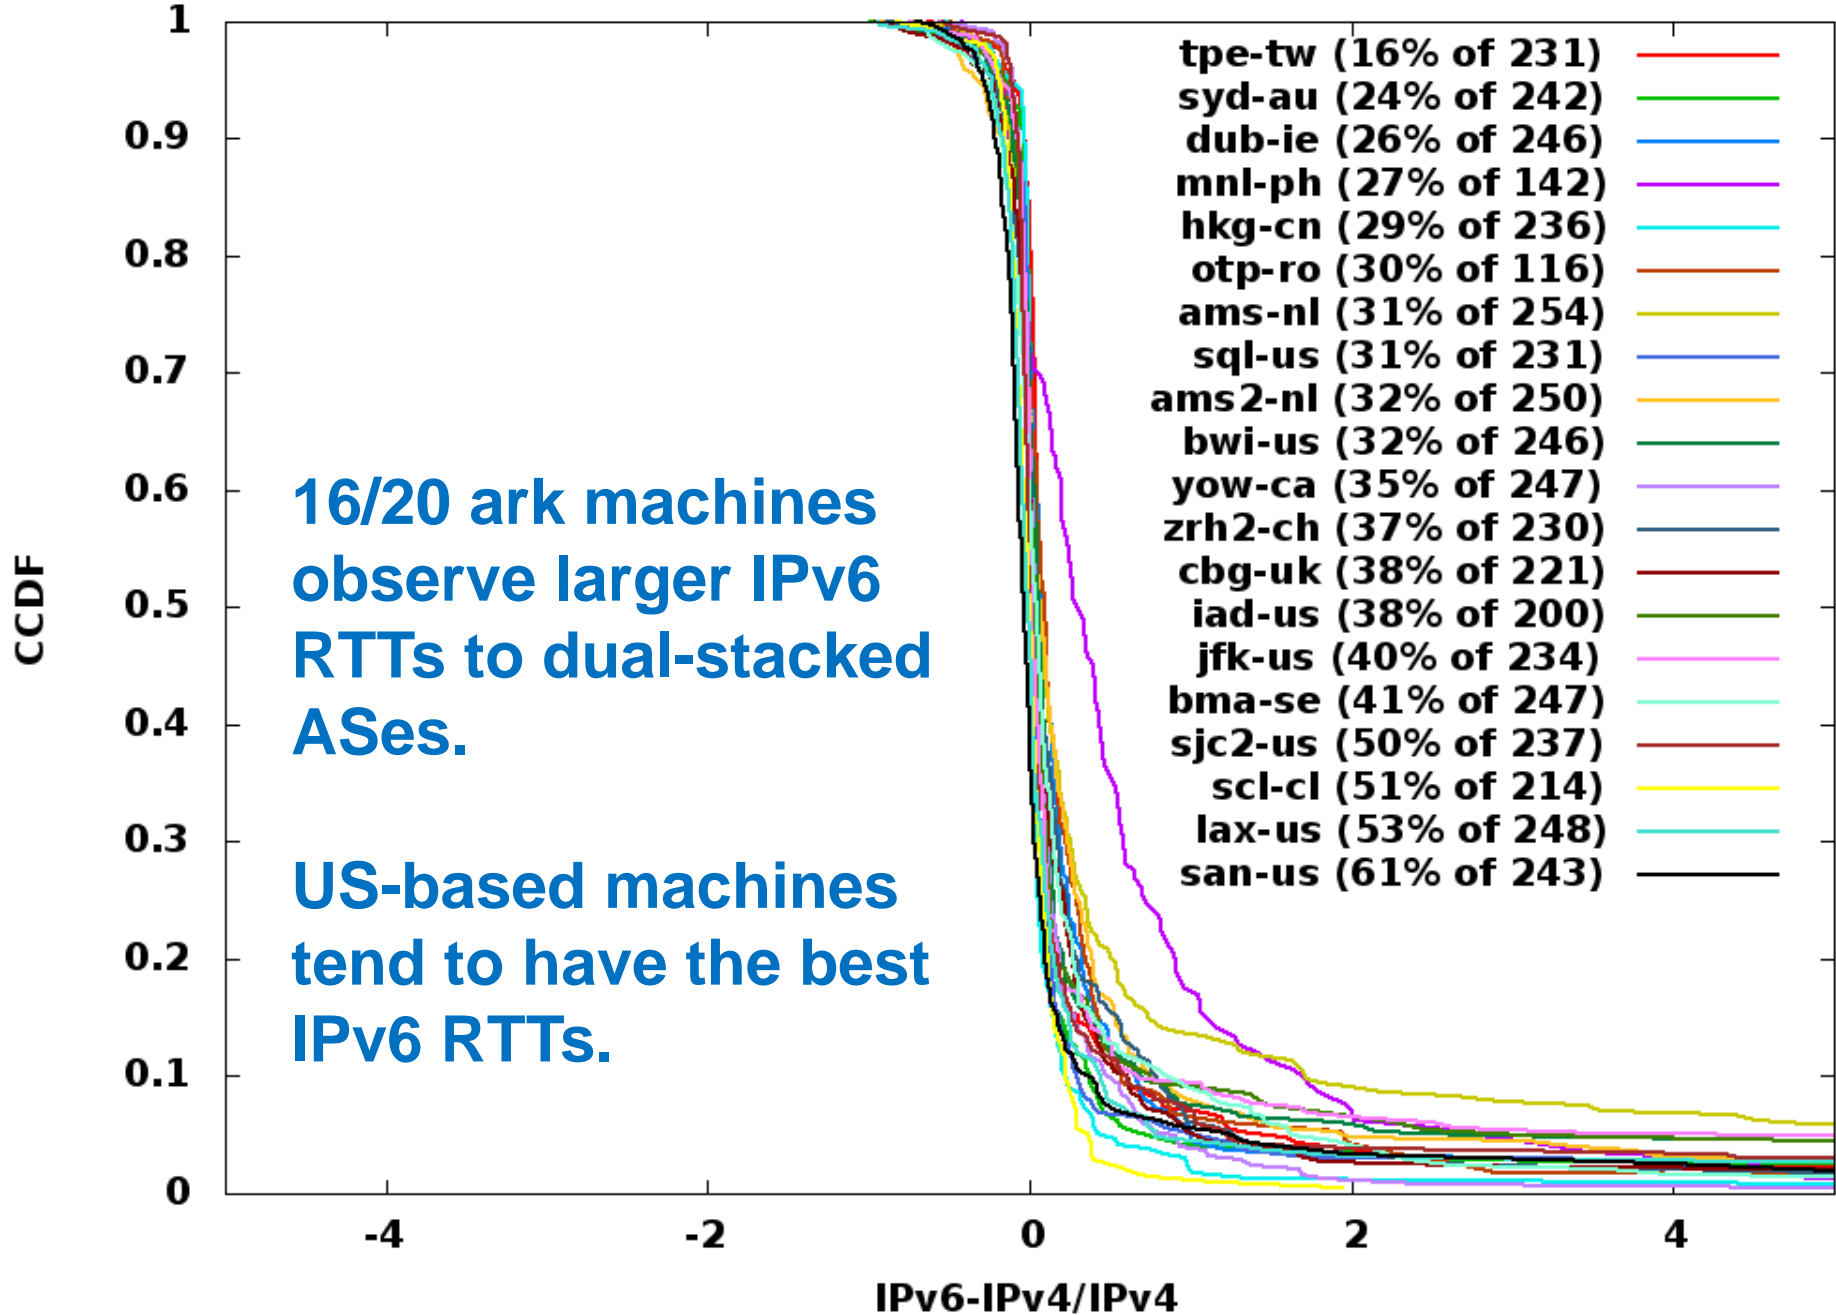 1
0.9
0.8
0.7
0.6
0.5
0.4
0.3
0.2
0.1
0
CCDF
tpe-tw (16% of 231)
syd-au (24% of 242)
dub-ie (26% of 246)
mnl-ph (27% of 142)
hkg-cn (29% of 236)
otp-ro (30% of 116)
ams-nl (31% of 254)
sql-us (31% of 231)
ams2-nl (32% of 250)
bwi-us (32% of 246)
yow-ca (35% of 247)
zrh2-ch (37% of 230)
cbg-uk (38% of 221)
iad-us (38% of 200)
jfk-us (40% of 234)
bma-se (41% of 247)
sjc2-us (50% of 237)
scl-cl (51% of 214)
lax-us (53% of 248)
san-us (61% of 243)
16/20 ark machines
observe larger IPv6
RTTs to dual-stacked
ASes.
US-based machines
tend to have the best
IPv6 RTTs.
-4 -2 0 2 4
IPv6-IPv4/IPv4